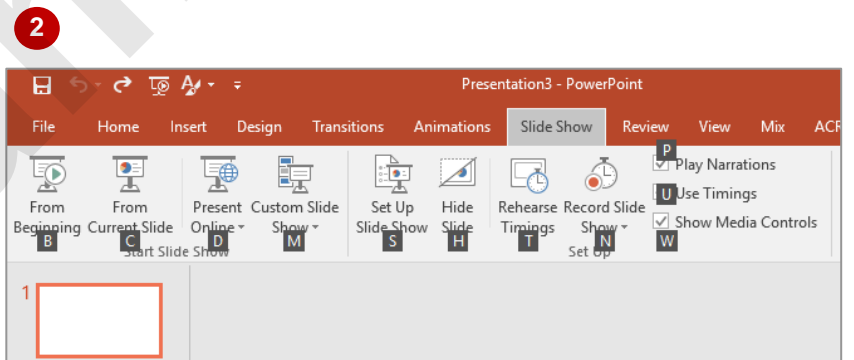 2
Presentation3 - PowerPoint
File Home Insert Design Transitions Animations Slide Show Review View Mix ACR
P
Play Narrations
From From Present Custom Slide Set Up Hide Rehearse Record Slide U Use Timings
Beginning Current Slide Online Show Slide Show Slide Timings Show Show Media Controls
B C D M S H T N W
Start Slide Show Set Up
1